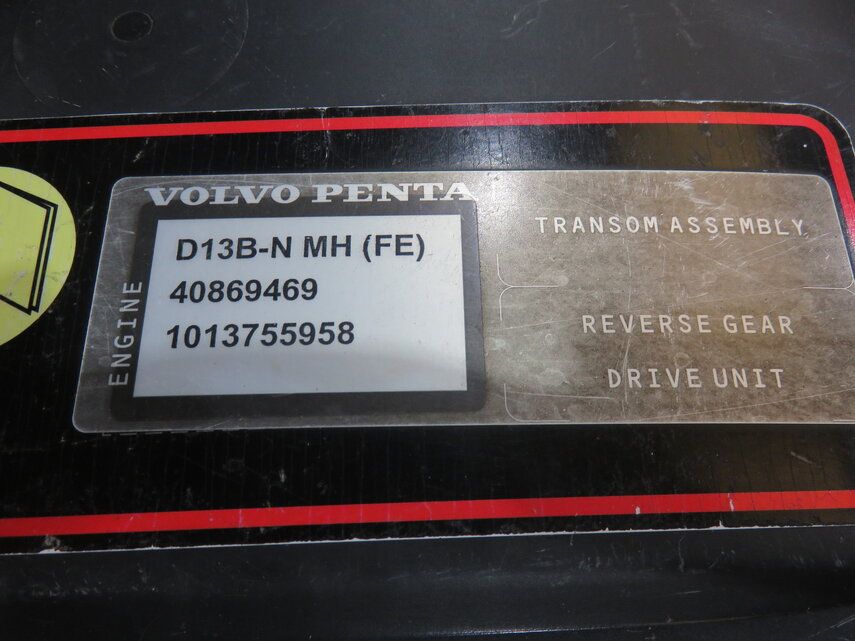 VOLVO PENTA
ENGINE
D13B-N MH (FE)
40869469
1013755958
TRANSOM ASSEMBLY
REVERSE GEAR
DRIVE UNIT